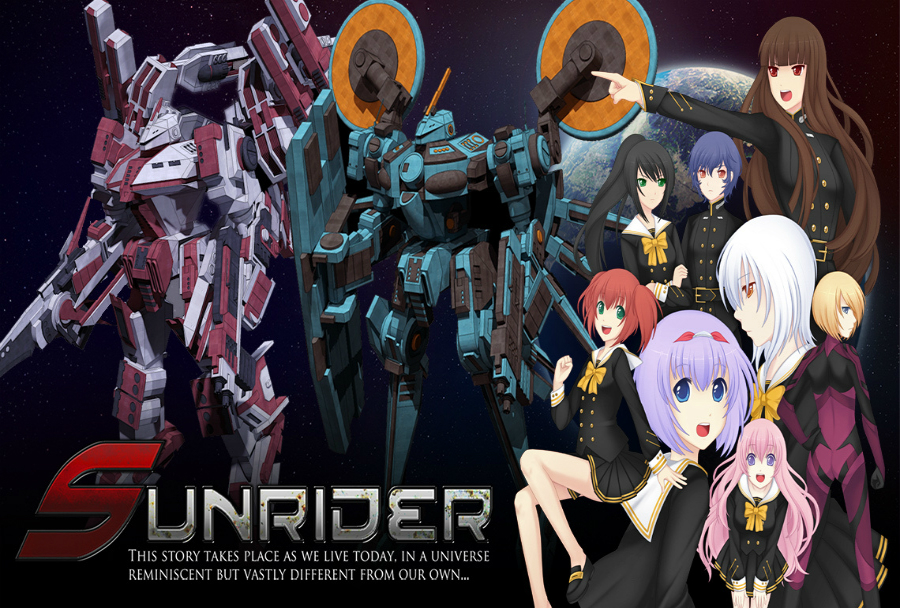 SUNRIDER
THIS STORY TAKES PLACE AS WE LIVE TODAY, IN A UNIVERSE
REMINISCENT BUT VASTLY DIFFERENT FROM OUR OWN...